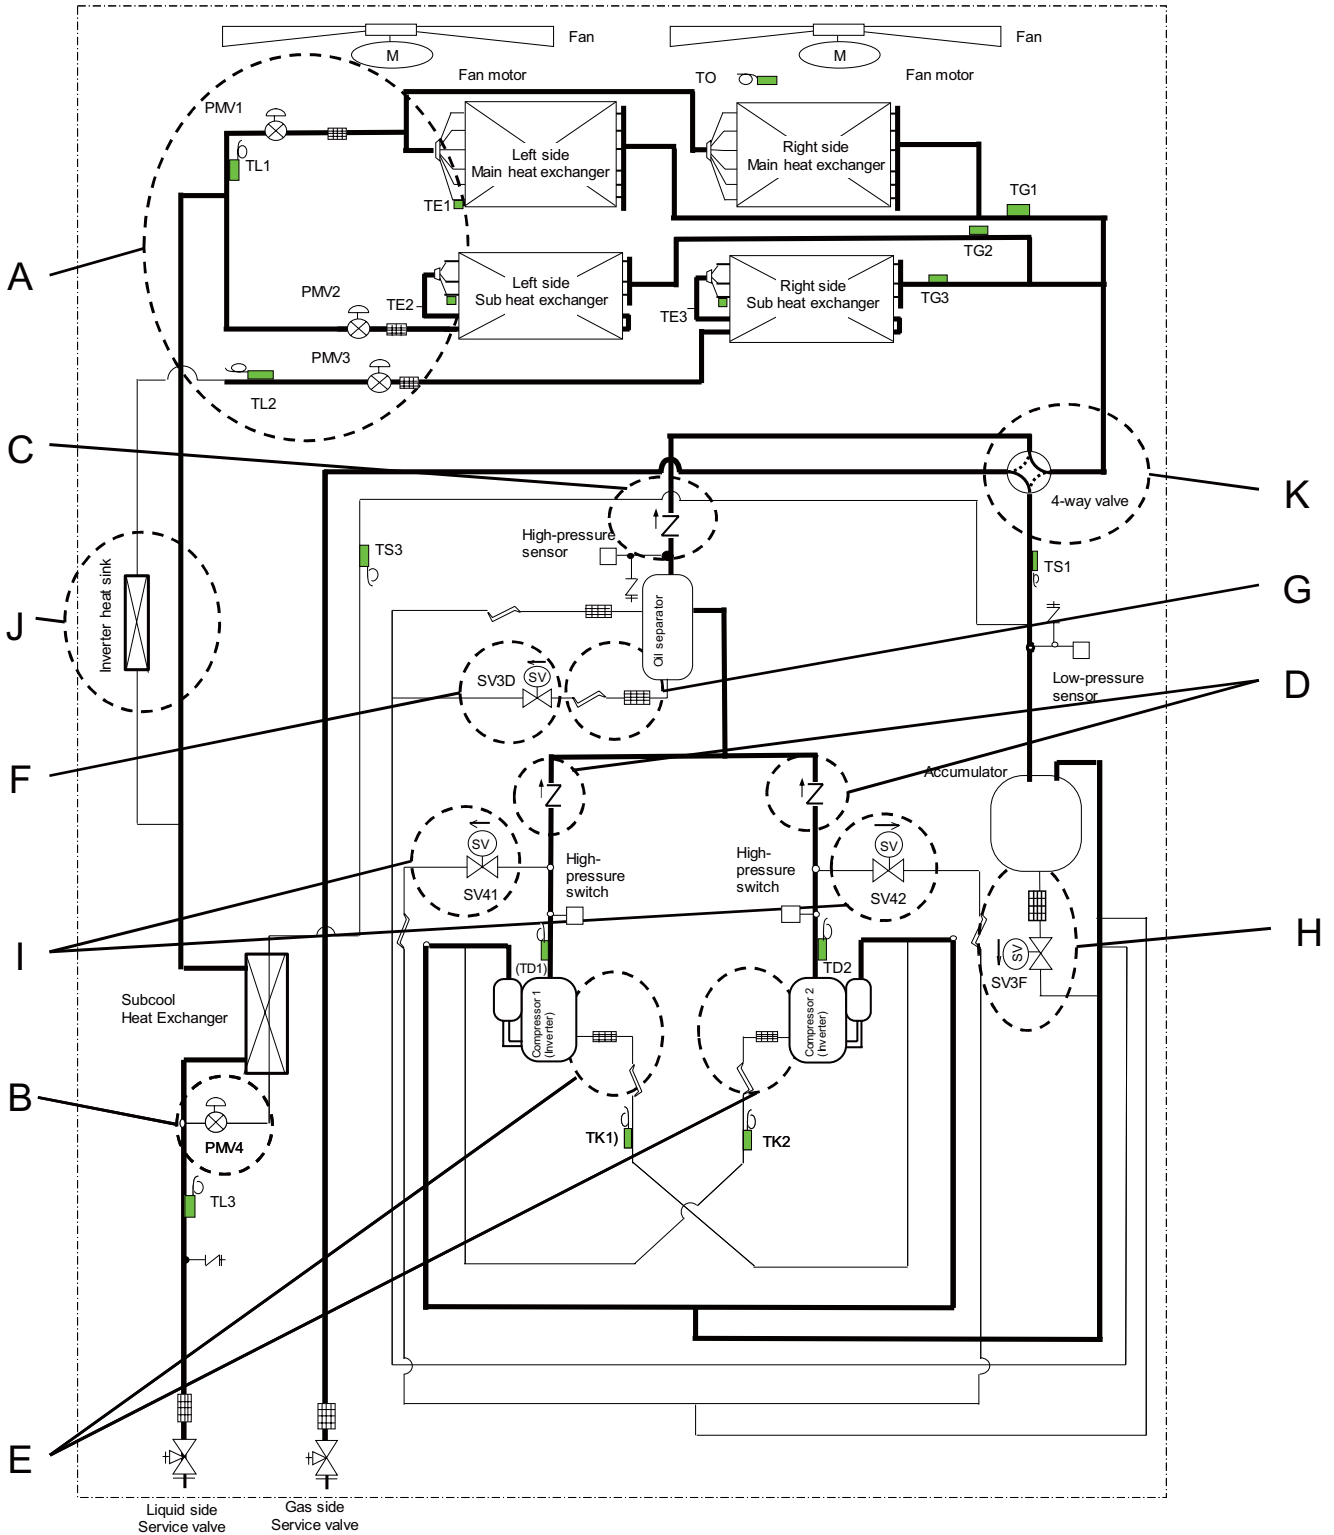 Fan
M
Fan motor
Fan
M
Fan motor
TO
PMV1
TL1
Left side
Main heat exchanger
Right side
Main heat exchanger
TE1
TG1
TG2
A
PMV2
TE2
Left side
Sub heat exchanger
TE3
Right side
Sub heat exchanger
TG3
PMV3
TL2
C
K
4-way valve
High-pressure
sensor
TS3
TS1
Inverter heat sink
J
Oil separator
G
SV3D
SV
Low-pressure
sensor
D
F
Accumulator
SV
SV41
High-
pressure
switch
High-
pressure
switch
SV
SV42
I
H
(TD1)
TD2
SV
SV3F
Subcool
Heat Exchanger
Compressor 1
(Inverter)
Compressor 2
(Inverter)
B
PMV4
TK1)
TK2
TL3
E
Liquid side
Service valve
Gas side
Service valve